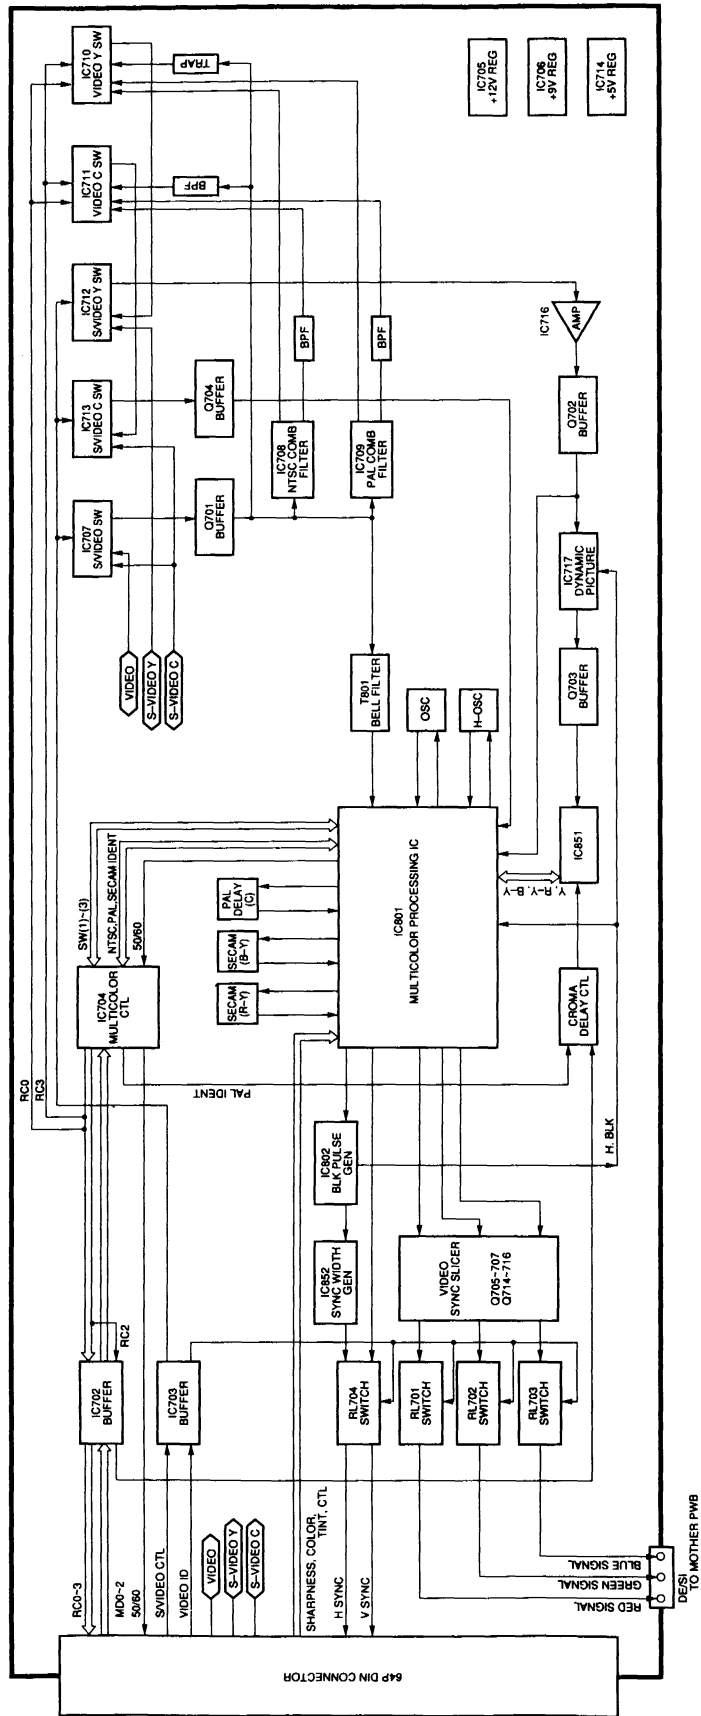 64P DIN CONNECTOR
RC0~3
MD0~2
50/60
S/VIDEO CTL
VIDEO ID
VIDEO
S-VIDEO Y
S-VIDEO C
SHARPNESS, COLOR,
TINT, CTL
H SYNC
V SYNC
RED SIGNAL
GREEN SIGNAL
BLUE SIGNAL
DE/SI
TO MOTHER PWB
IC702
BUFFER
IC703
BUFFER
RC2
RL704
SWITCH
RL701
SWITCH
RL702
SWITCH
RL703
SWITCH
IC852
SYNC WIDTH
GEN
IC802
BLK PULSE
GEN
VIDEO
SYNC SLICER
Q705~707
Q714~716
RC0
RC3
PAL IDENT
H. BLK
IC704
MULTICOLOR
CTL
SW(1)~(3)
NTSC,PAL,SECAM IDENT
50/60
SECAM
(R-Y)
SECAM
(B-Y)
PAL
DELAY
(C)
IC801
MULTICOLOR PROCESSING IC
CROMA
DELAY CTL
Y, R-Y, B-Y
IC851
OSC
H-OSC
T801
BELL FILTER
Q703
BUFFER
IC717
DYNAMIC
PICTURE
Q702
BUFFER
IC716
AMP
VIDEO
S-VIDEO Y
S-VIDEO C
IC707
S/VIDEO SW
IC713
S/VIDEO C SW
IC712
S/VIDEO Y SW
IC711
VIDEO C SW
IC710
VIDEO Y SW
Q701
BUFFER
Q704
BUFFER
IC708
NTSC COMB
FILTER
IC709
PAL COMB
FILTER
BPF
BPF
BPF
TRAP
IC705
+12V REG
IC706
+9V REG
IC714
+5V REG